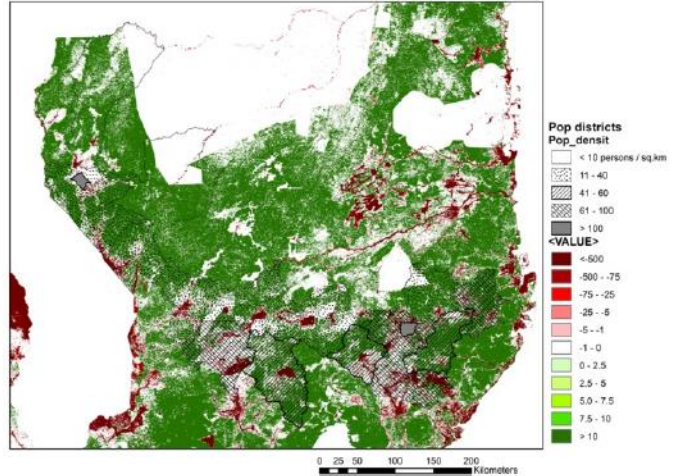 Pop districts
Pop_densit
< 10 persons / sq.km
11 - 40
41 - 60
61 - 100
> 100
<VALUE>
<-500
-500 - -75
-75 - -25
-25 - -5
-5 - -1
-1 - 0
0 - 2.5
2.5 - 5
5.0 - 7.5
7.5 - 10
> 10
0 25 50 100 150 200
Kilometers